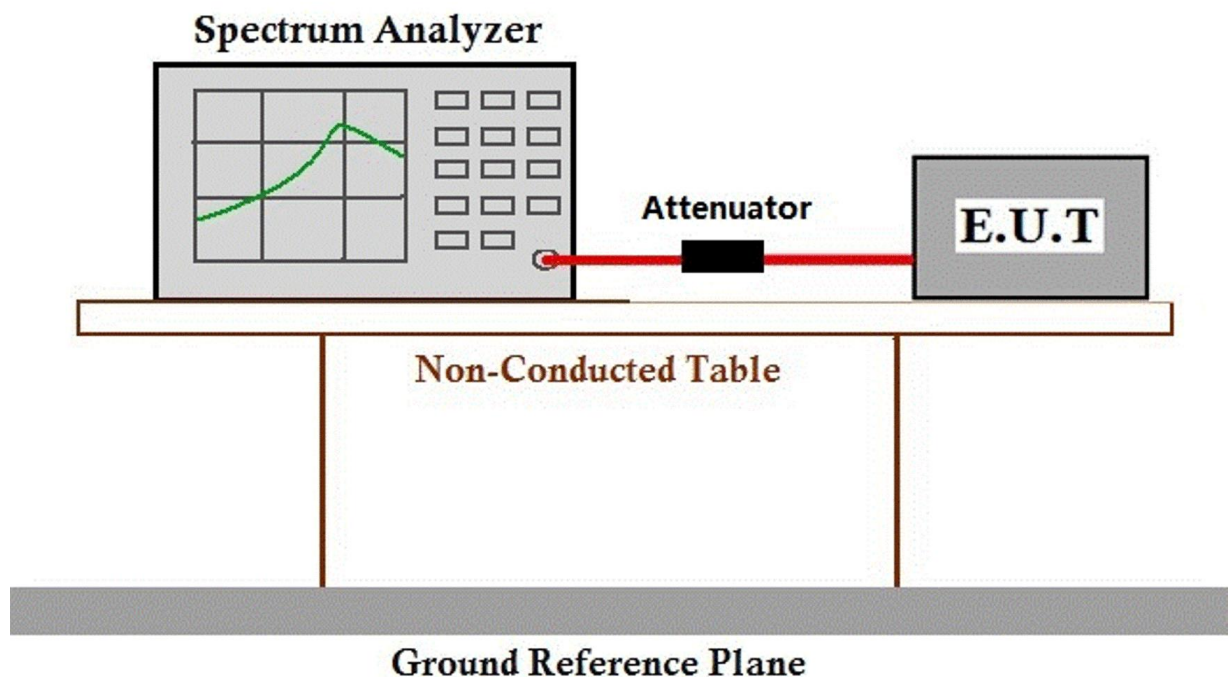 Spectrum Analyzer
Attenuator
E.U.T
Non-Conducted Table
Ground Reference Plane